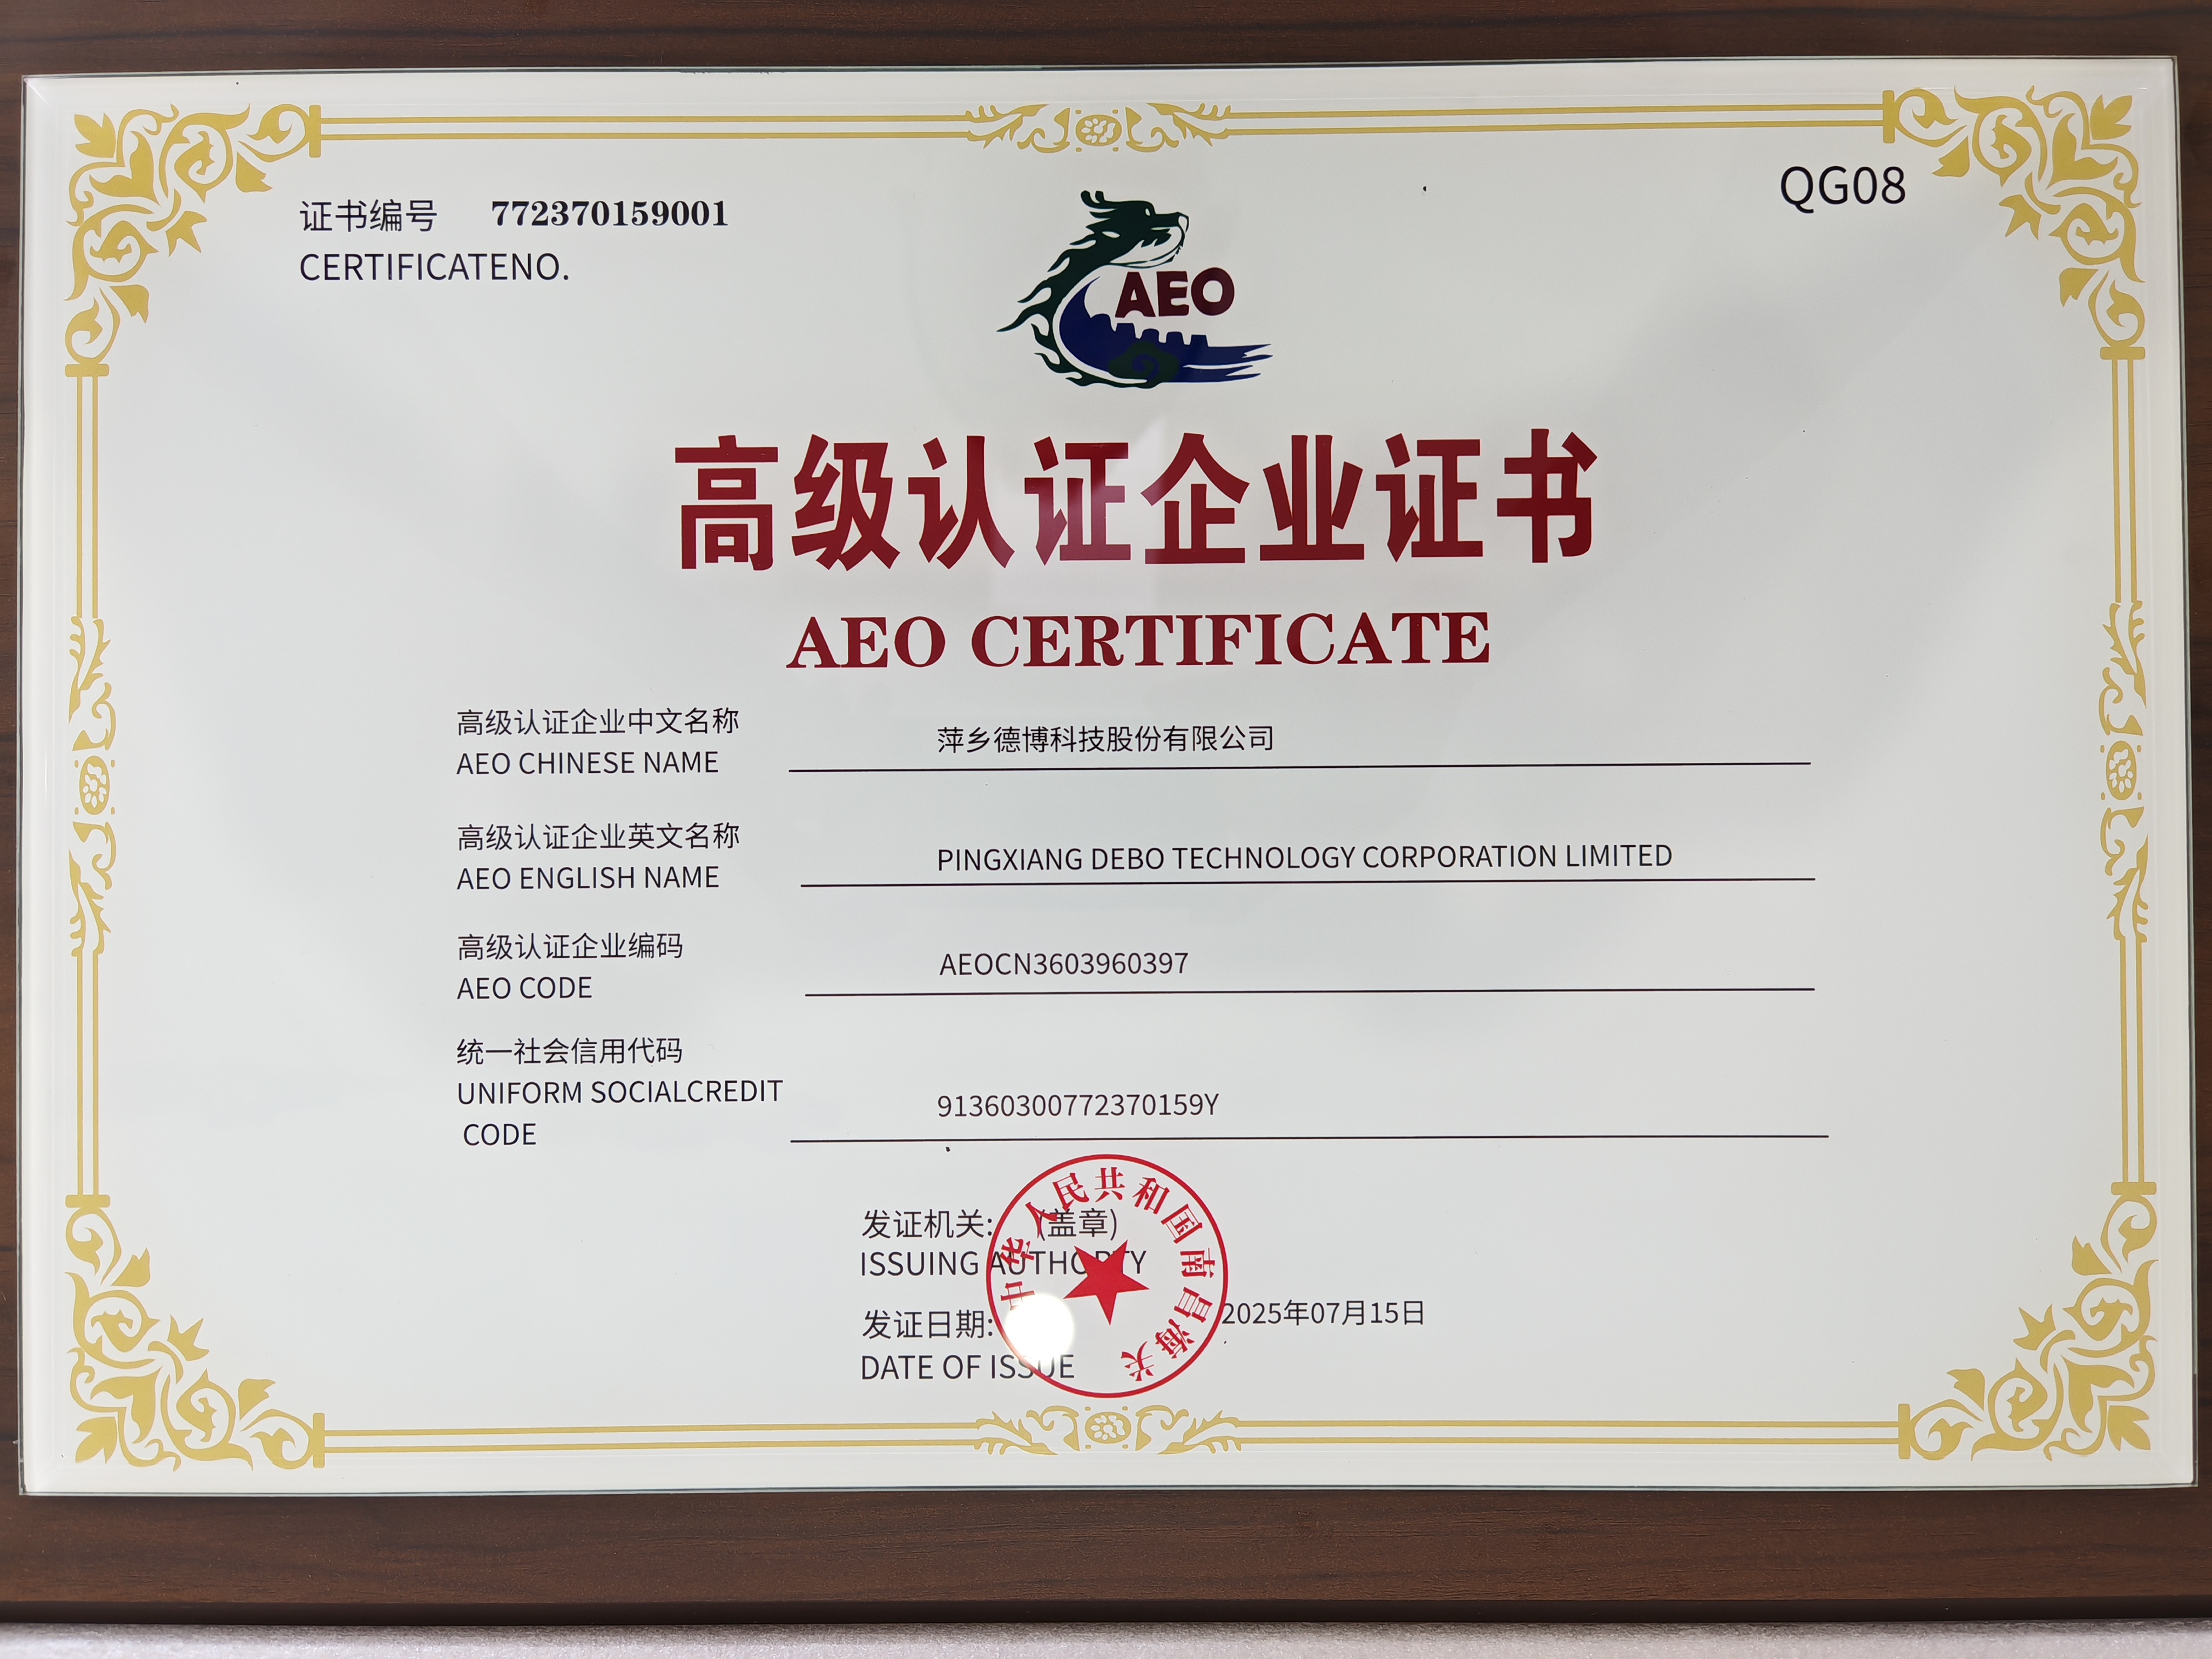 证书编号 772370159001
CERTIFICATENO.
QG08
AEO
高级认证企业证书
AEO CERTIFICATE
高级认证企业中文名称
AEO CHINESE NAME
萍乡德博科技股份有限公司
高级认证企业英文名称
AEO ENGLISH NAME
PINGXIANG DEBO TECHNOLOGY CORPORATION LIMITED
高级认证企业编码
AEO CODE
AEOCN3603960397
统一社会信用代码
UNIFORM SOCIALCREDIT
CODE
91360300772370159Y
发证机关: (盖章)
ISSUING AUTHORITY
中华人民共和国南昌海关
发证日期: 2025年07月15日
DATE OF ISSUE